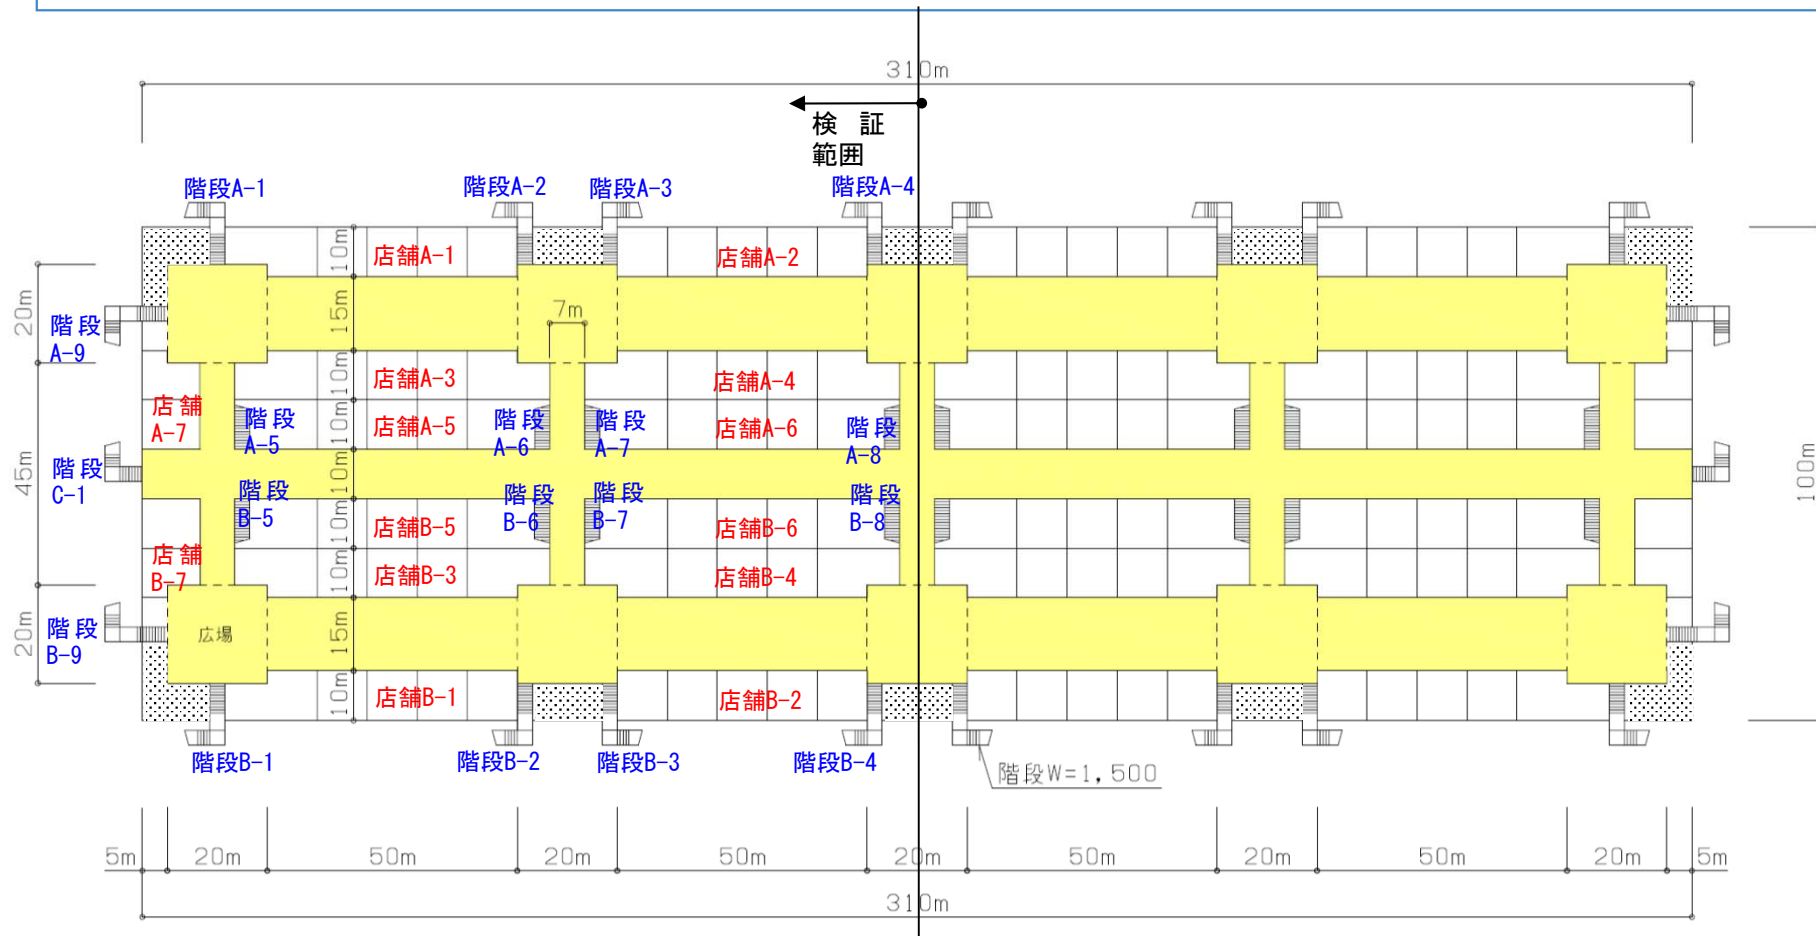 310m
検 証
範囲
階段A-1
階段A-2
階段A-3
階段A-4
10m
店舗A-1
店舗A-2
20m
15m
7m
階段
A-9
10m
店舗A-3
店舗A-4
店舗
A-7
階段
A-5
10m
店舗A-5
階段
A-6
階段
A-7
店舗A-6
階段
A-8
45m
階段
C-1
10m
100m
階段
B-5
階段
B-6
階段
B-7
階段
B-8
10m
店舗B-5
店舗B-6
店舗
B-7
10m
店舗B-3
店舗B-4
20m
階段
B-9
広場
15m
10m
店舗B-1
店舗B-2
階段B-1
階段B-2
階段B-3
階段B-4
階段W=1,500
5m
20m
50m
20m
50m
20m
50m
20m
50m
20m
5m
310m